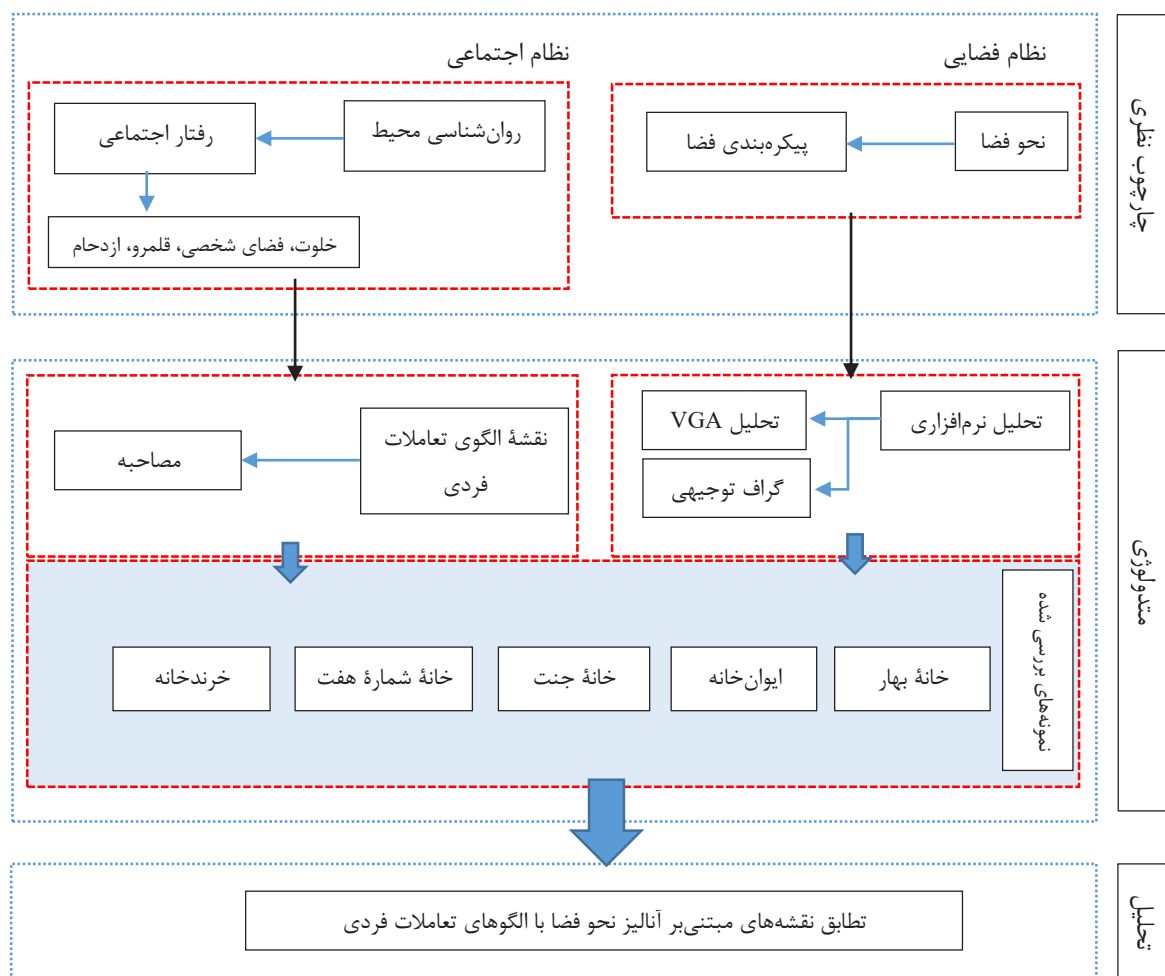 چارچوب نظری
نظام فضایی
نظام اجتماعی
نحو فضا
پیکره‌بندی فضا
روان‌شناسی محیط
رفتار اجتماعی
خلوت، فضای شخصی، قلمرو، ازدحام
متدولوژی
تحلیل نرم‌افزاری
تحلیل VGA
گراف توجیهی
نقشهٔ الگوی تعاملات
فردی
مصاحبه
نمونه‌های بررسی شده
خانهٔ بهار
ایوان‌خانه
خانهٔ جنت
خانهٔ شمارهٔ هفت
خرندخانه
تحلیل
تطابق نقشه‌های مبتنی‌بر آنالیز نحو فضا با الگوهای تعاملات فردی